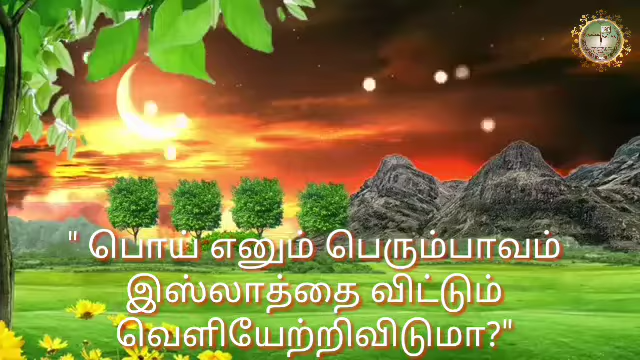 " பொய் எனும் பெரும்பாவம்
இஸ்லாத்தை விட்டும்
வெளியேற்றிவிடுமா?"